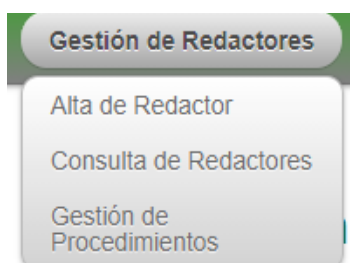 Gestión de Redactores
Alta de Redactor
Consulta de Redactores
Gestión de
Procedimientos